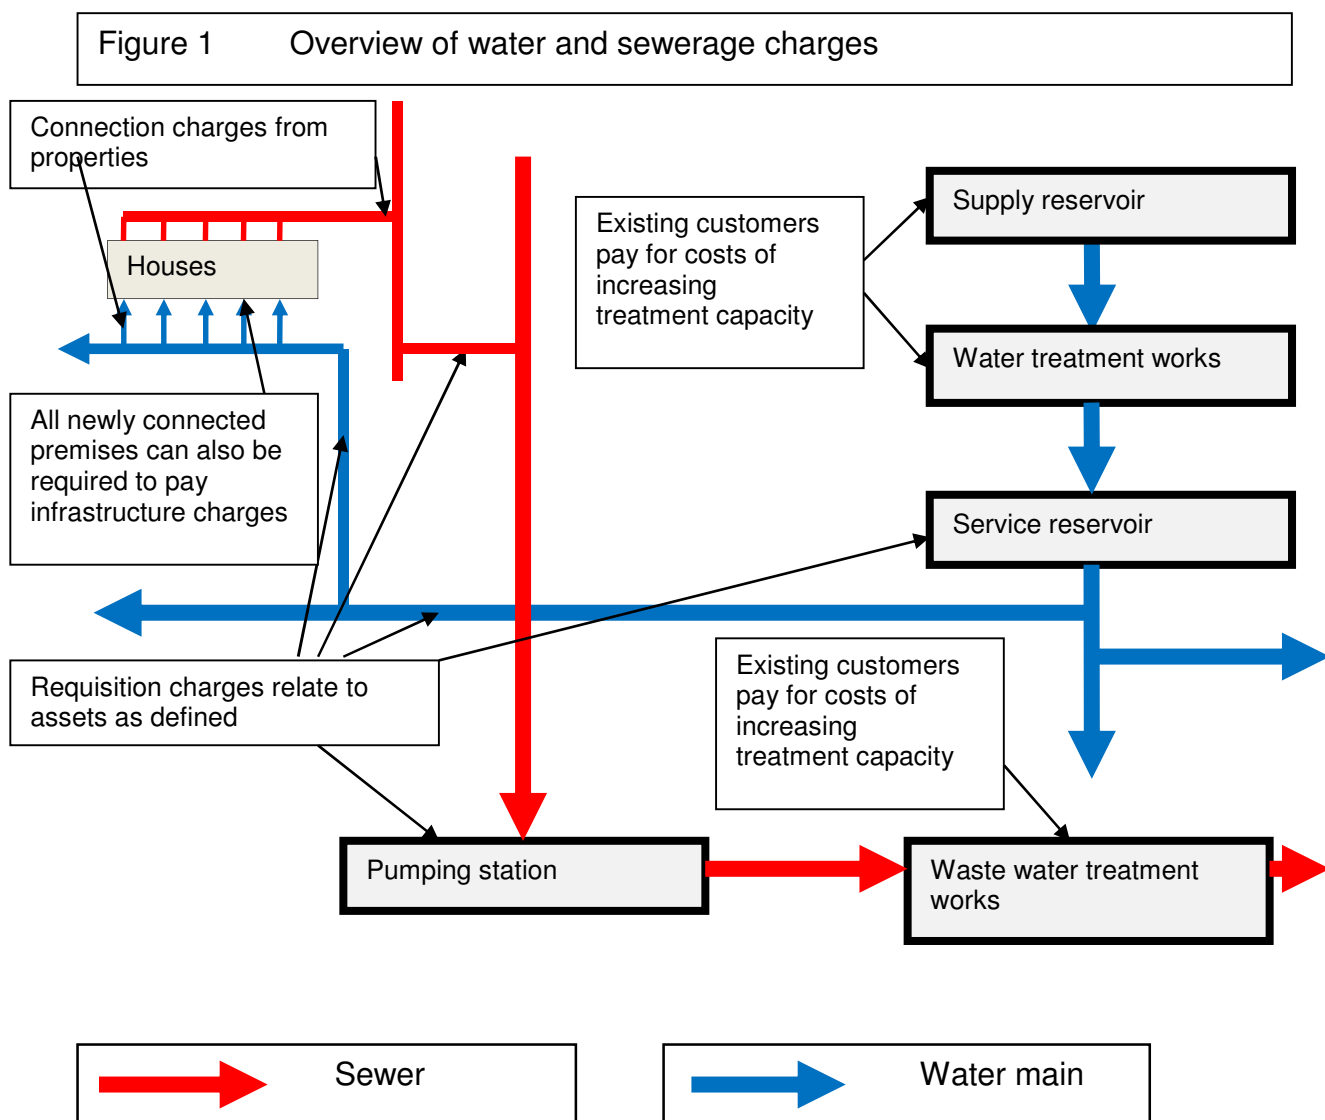 Figure 1 Overview of water and sewerage charges
Connection charges from
properties
Houses
Existing customers
pay for costs of
increasing
treatment capacity
Supply reservoir
Water treatment works
All newly connected
premises can also be
required to pay
infrastructure charges
Service reservoir
Requisition charges relate to
assets as defined
Existing customers
pay for costs of
increasing
treatment capacity
Pumping station
Waste water treatment
works
Sewer
Water main